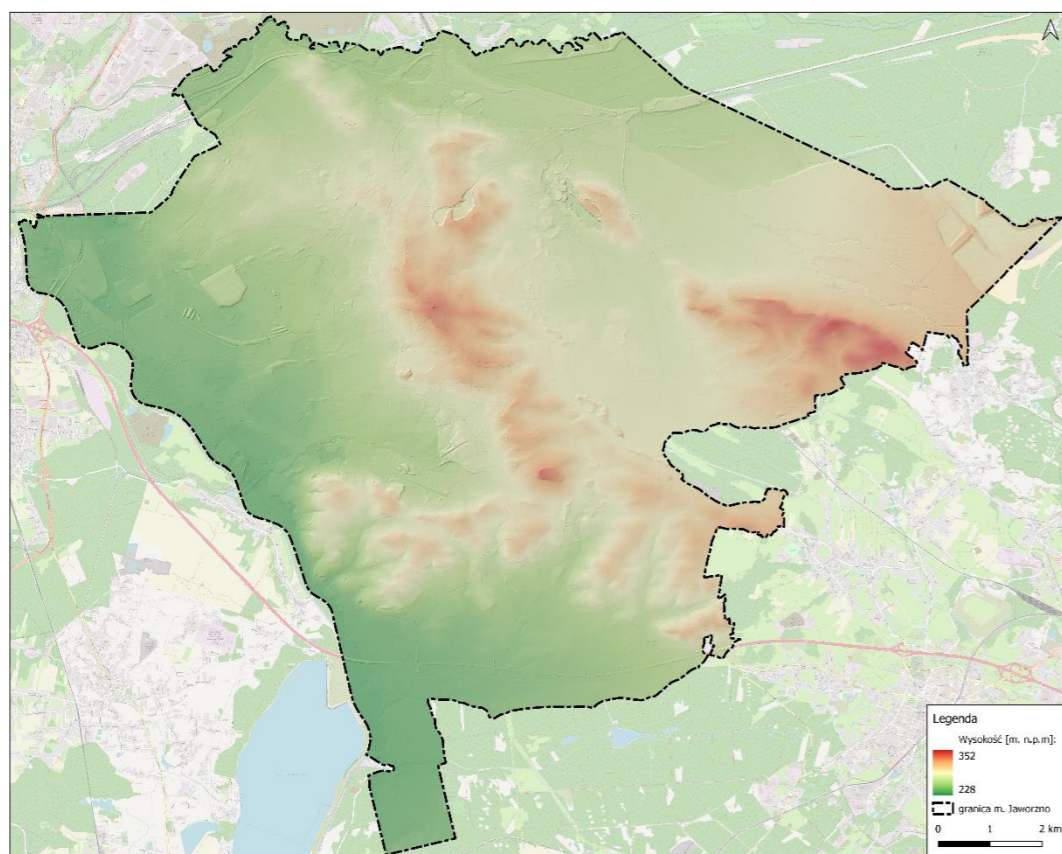 Legenda
Wysokość [m. n.p.m]:
352
228
granica m. Jaworzno
0 1 2 km